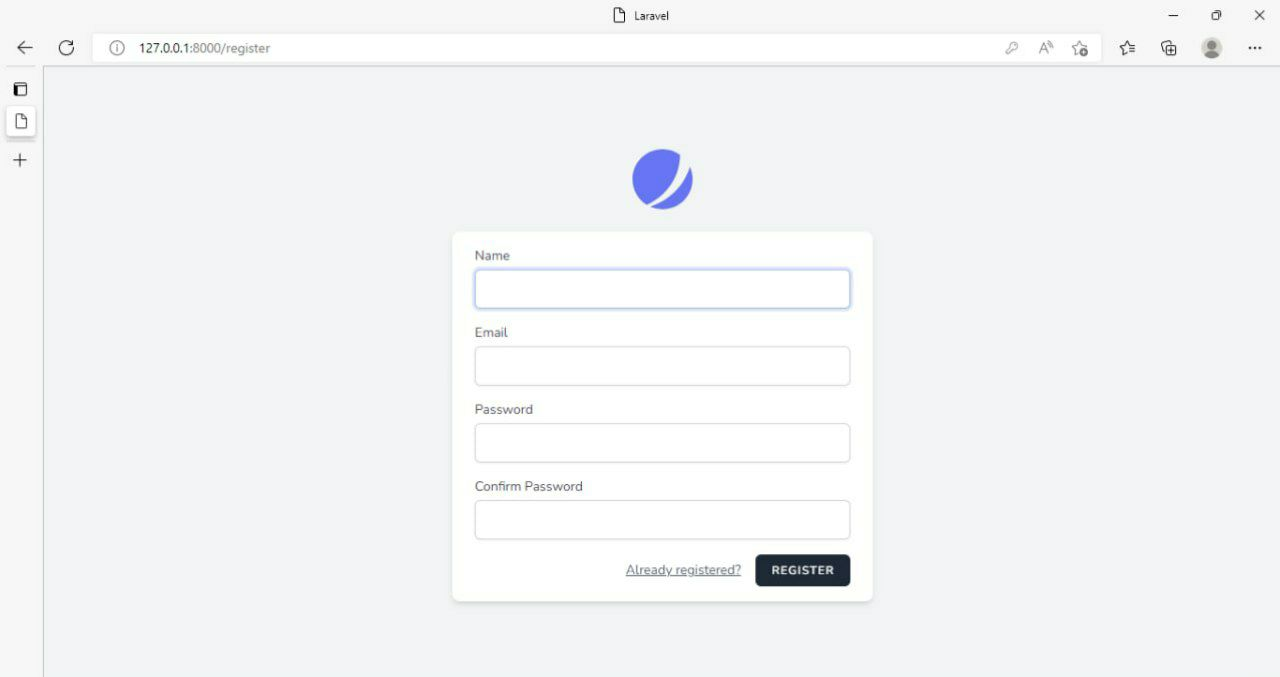 Laravel
127.0.0.1:8000/register
Name
Email
Password
Confirm Password
Already registered? REGISTER